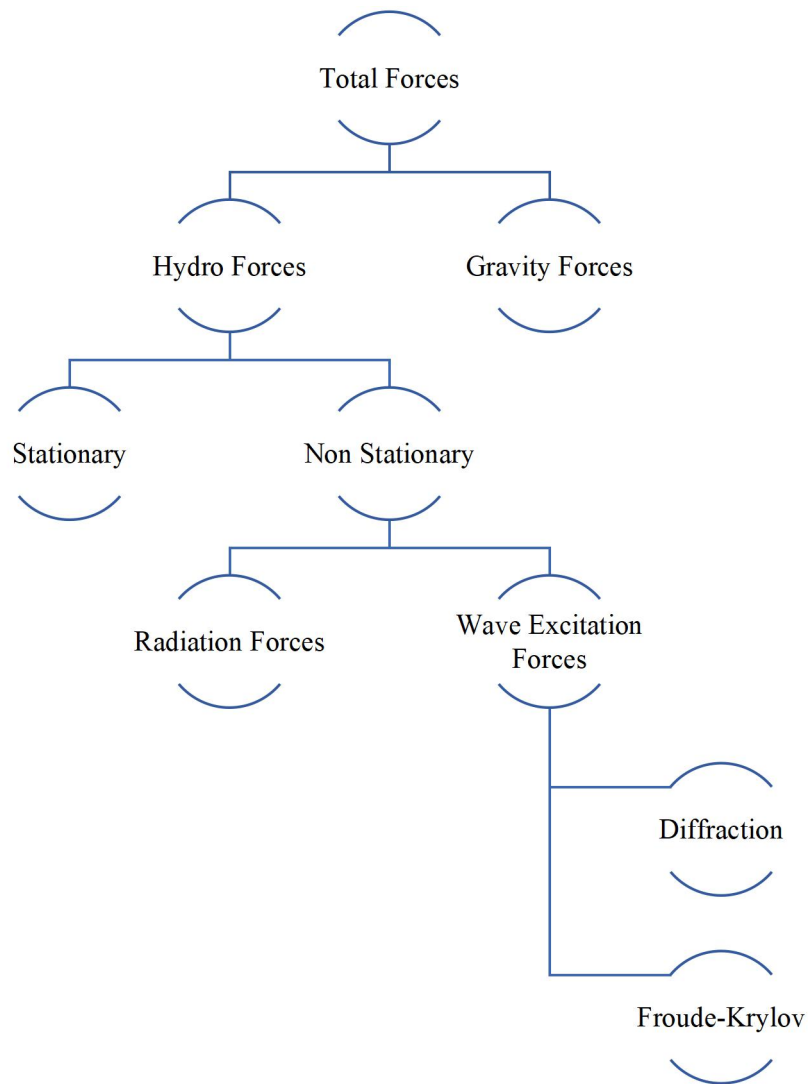 Total Forces
Hydro Forces
Gravity Forces
Stationary
Non Stationary
Radiation Forces
Wave Excitation
Forces
Diffraction
Froude-Krylov